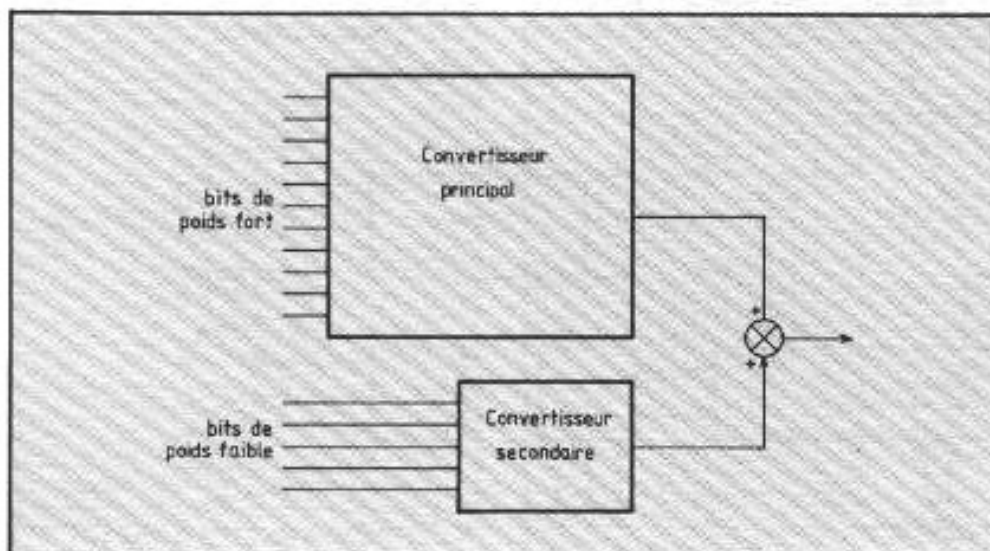 Convertisseur
principal
bits de
poids fort
+
+
Convertisseur
secondaire
bits de
poids faible